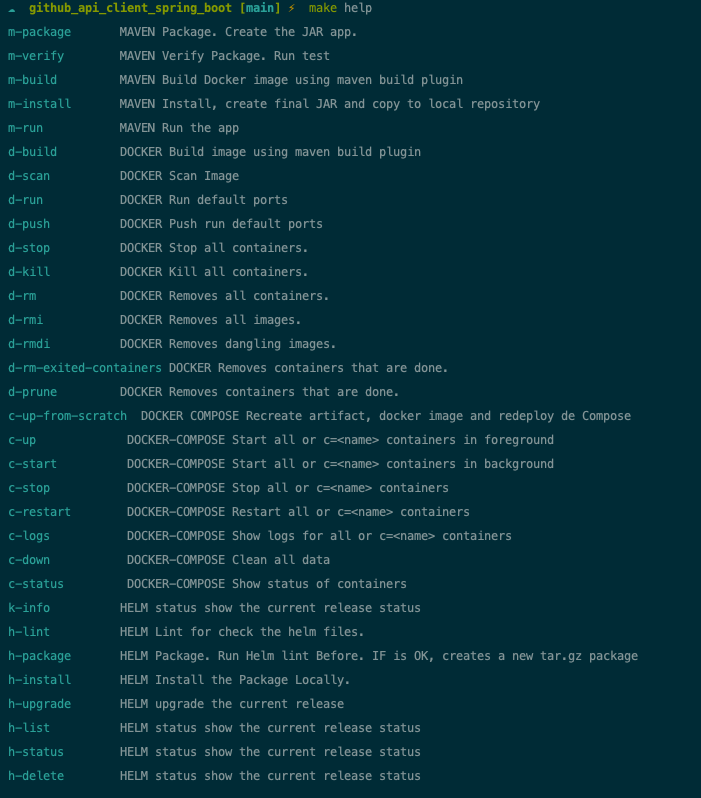 github_api_client_spring_boot [main] ⚡ make help
m-package MAVEN Package. Create the JAR app.
m-verify MAVEN Verify Package. Run test
m-build MAVEN Build Docker image using maven build plugin
m-install MAVEN Install, create final JAR and copy to local repository
m-run MAVEN Run the app
d-build DOCKER Build image using maven build plugin
d-scan DOCKER Scan Image
d-run DOCKER Run default ports
d-push DOCKER Push run default ports
d-stop DOCKER Stop all containers.
d-kill DOCKER Kill all containers.
d-rm DOCKER Removes all containers.
d-rmi DOCKER Removes all images.
d-rmdi DOCKER Removes dangling images.
d-rm-exited-containers DOCKER Removes containers that are done.
d-prune DOCKER Removes containers that are done.
c-up-from-scratch DOCKER COMPOSE Recreate artifact, docker image and redeploy de Compose
c-up DOCKER-COMPOSE Start all or c=<name> containers in foreground
c-start DOCKER-COMPOSE Start all or c=<name> containers in background
c-stop DOCKER-COMPOSE Stop all or c=<name> containers
c-restart DOCKER-COMPOSE Restart all or c=<name> containers
c-logs DOCKER-COMPOSE Show logs for all or c=<name> containers
c-down DOCKER-COMPOSE Clean all data
c-status DOCKER-COMPOSE Show status of containers
k-info HELM status show the current release status
h-lint HELM Lint for check the helm files.
h-package HELM Package. Run Helm lint Before. IF is OK, creates a new tar.gz package
h-install HELM Install the Package Locally.
h-upgrade HELM upgrade the current release
h-list HELM status show the current release status
h-status HELM status show the current release status
h-delete HELM status show the current release status